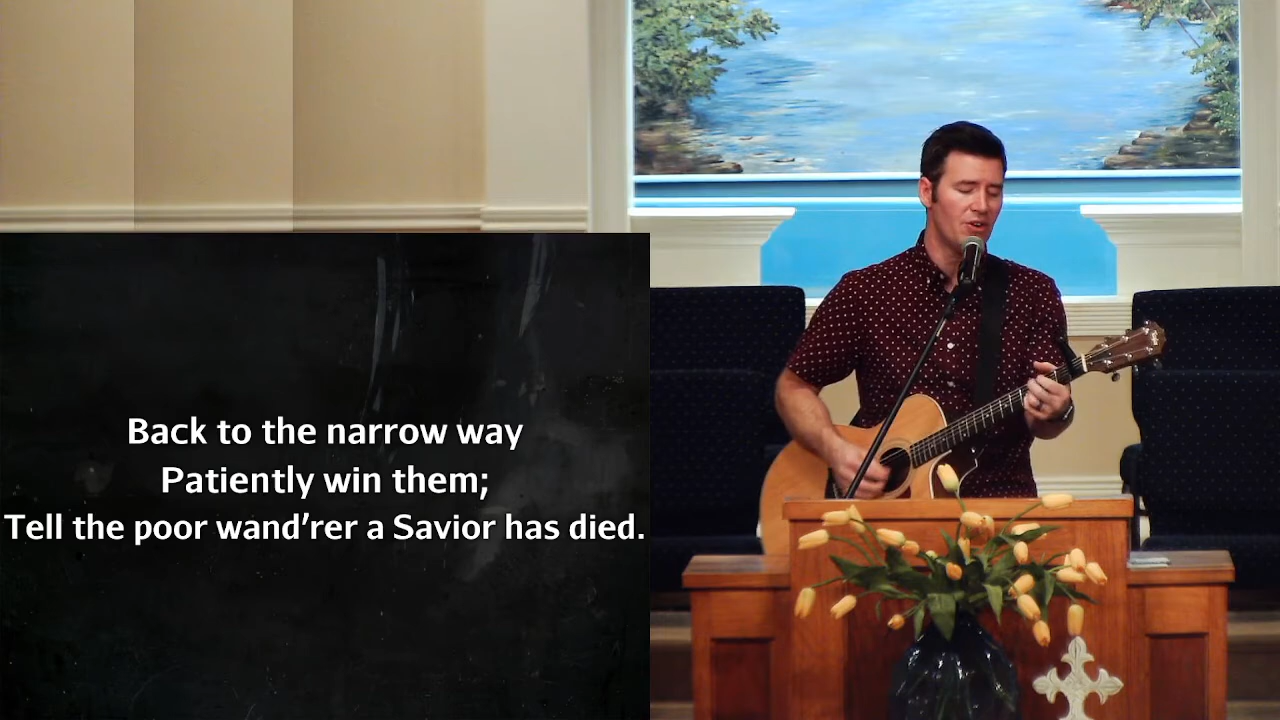 Back to the narrow way
Patiently win them;
Tell the poor wand’rer a Savior has died.